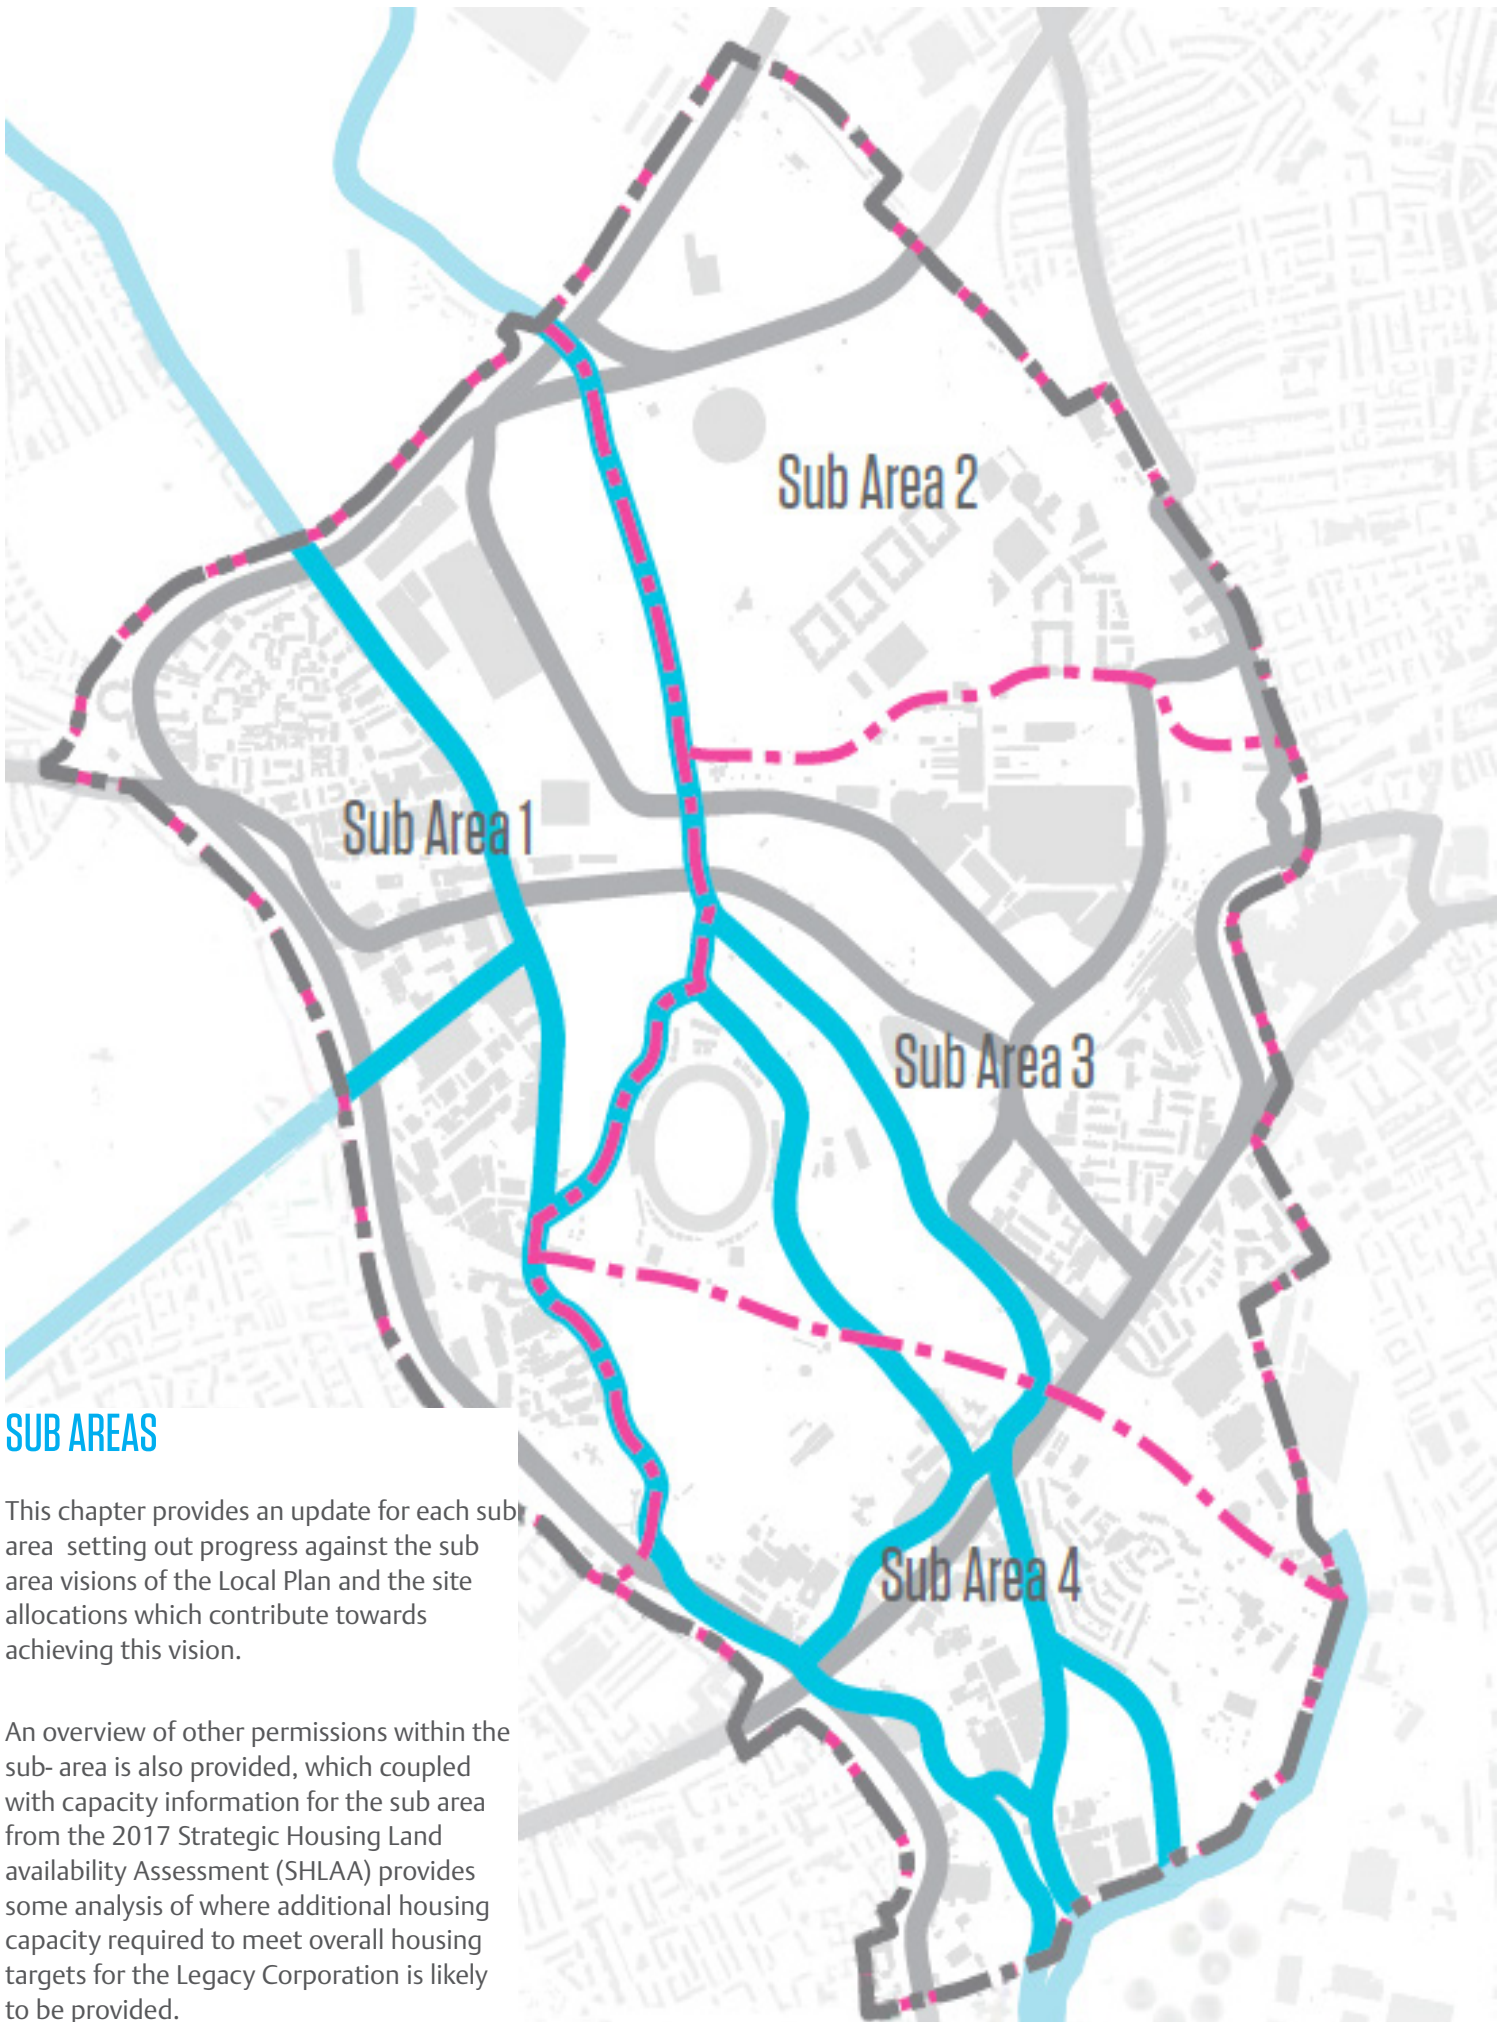 Sub Area 2
Sub Area 1
Sub Area 3
Sub Area 4
SUB AREAS
This chapter provides an update for each sub
area setting out progress against the sub
area visions of the Local Plan and the site
allocations which contribute towards
achieving this vision.
An overview of other permissions within the
sub- area is also provided, which coupled
with capacity information for the sub area
from the 2017 Strategic Housing Land
availability Assessment (SHLAA) provides
some analysis of where additional housing
capacity required to meet overall housing
targets for the Legacy Corporation is likely
to be provided.